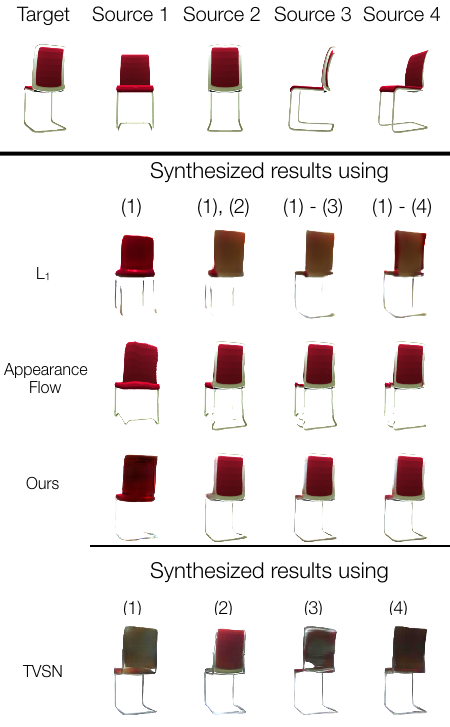 Target Source 1 Source 2 Source 3 Source 4
Synthesized results using
(1) (1), (2) (1) - (3) (1) - (4)
L₁
Appearance
Flow
Ours
Synthesized results using
(1) (2) (3) (4)
TVSN